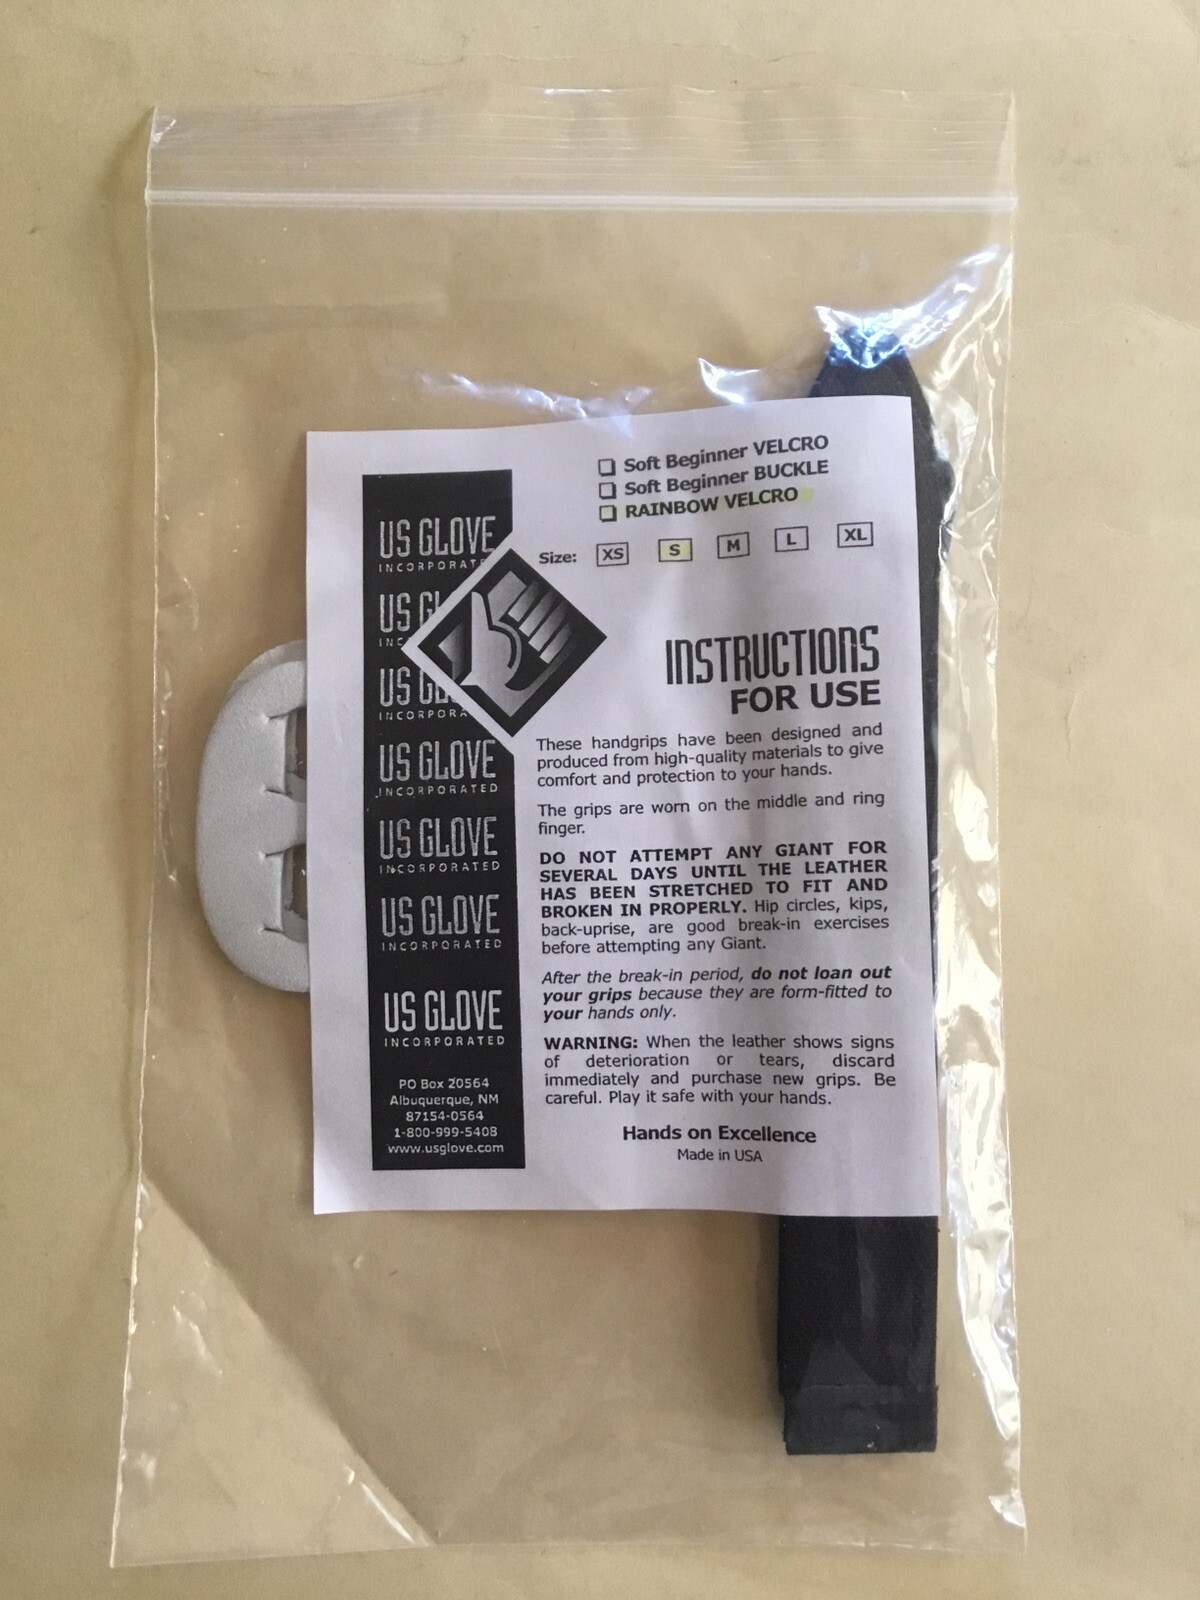 Soft Beginner VELCRO
Soft Beginner BUCKLE
RAINBOW VELCRO
Size: XS S M L XL
US GLOVE
INCORPORAT
US GL
INC
US GL
INCORPORA
US GLOVE
INCORPORATED
US GLOVE
INCORPORATED
US GLOVE
INCORPORATED
US GLOVE
INCORPORATED
PO Box 20564
Albuquerque, NM
87154-0564
1-800-999-5408
www.usglove.com
INSTRUCTIONS
FOR USE
These handgrips have been designed and
produced from high-quality materials to give
comfort and protection to your hands.
The grips are worn on the middle and ring
finger.
DO NOT ATTEMPT ANY GIANT FOR
SEVERAL DAYS UNTIL THE LEATHER
HAS BEEN STRETCHED TO FIT AND
BROKEN IN PROPERLY. Hip circles, kips,
back-uprise, are good break-in exercises
before attempting any Giant.
After the break-in period, do not loan out
your grips because they are form-fitted to
your hands only.
WARNING: When the leather shows signs
of deterioration or tears, discard
immediately and purchase new grips. Be
careful. Play it safe with your hands.
Hands on Excellence
Made in USA